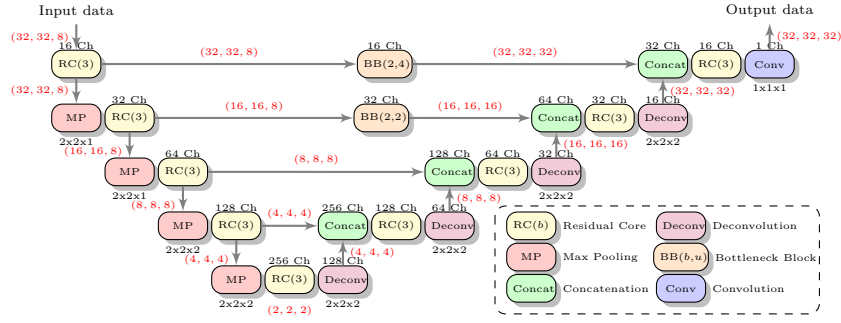 Input data
Output data
(32, 32, 8)
(32, 32, 32)
16 Ch
16 Ch
32 Ch
16 Ch
1 Ch
(32, 32, 8)
(32, 32, 32)
RC(3)
BB(2,4)
Concat
RC(3)
Conv
1x1x1
(32, 32, 8)
(32, 32, 32)
32 Ch
32 Ch
64 Ch
32 Ch
16 Ch
(16, 16, 8)
(16, 16, 16)
MP
RC(3)
BB(2,2)
Concat
RC(3)
Deconv
2x2x1
2x2x2
(16, 16, 8)
(16, 16, 16)
64 Ch
128 Ch
64 Ch
32 Ch
(8, 8, 8)
MP
RC(3)
Concat
RC(3)
Deconv
2x2x1
2x2x2
(8, 8, 8)
(8, 8, 8)
128 Ch
256 Ch
128 Ch
64 Ch
(4, 4, 4)
MP
RC(3)
Concat
RC(3)
Deconv
2x2x2
2x2x2
(4, 4, 4)
(4, 4, 4)
256 Ch
128 Ch
MP
RC(3)
Deconv
2x2x2
2x2x2
(2, 2, 2)
RC(b) Residual Core
Deconv Deconvolution
MP Max Pooling
BB(b,u) Bottleneck Block
Concat Concatenation
Conv Convolution